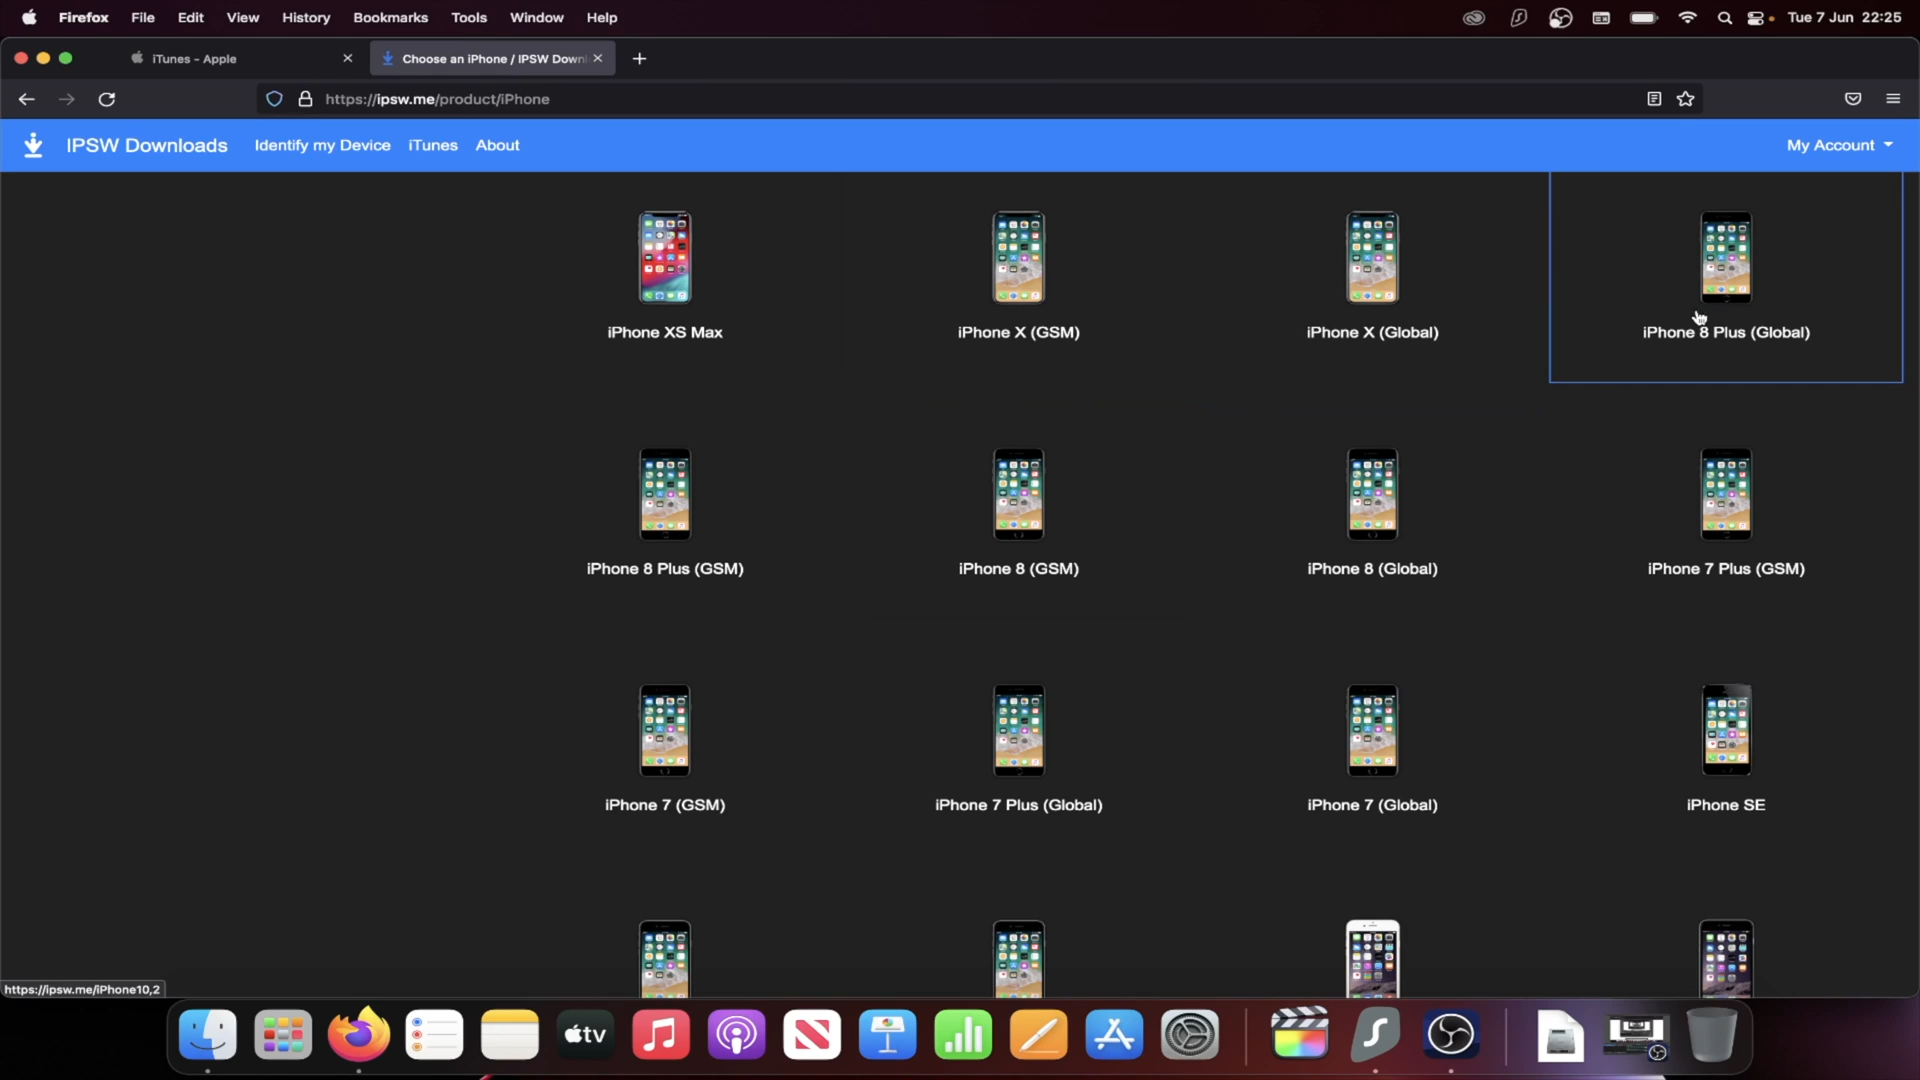 Firefox File Edit View History Bookmarks Tools Window Help Tue 7 Jun 22:25
iTunes – Apple Choose an iPhone / IPSW Down
https://ipsw.me/product/iPhone
IPSW Downloads Identify my Device iTunes About My Account
iPhone XS Max iPhone X (GSM) iPhone X (Global) iPhone 8 Plus (Global)
iPhone 8 Plus (GSM) iPhone 8 (GSM) iPhone 8 (Global) iPhone 7 Plus (GSM)
iPhone 7 (GSM) iPhone 7 Plus (Global) iPhone 7 (Global) iPhone SE
https://ipsw.me/iPhone10,2
tv